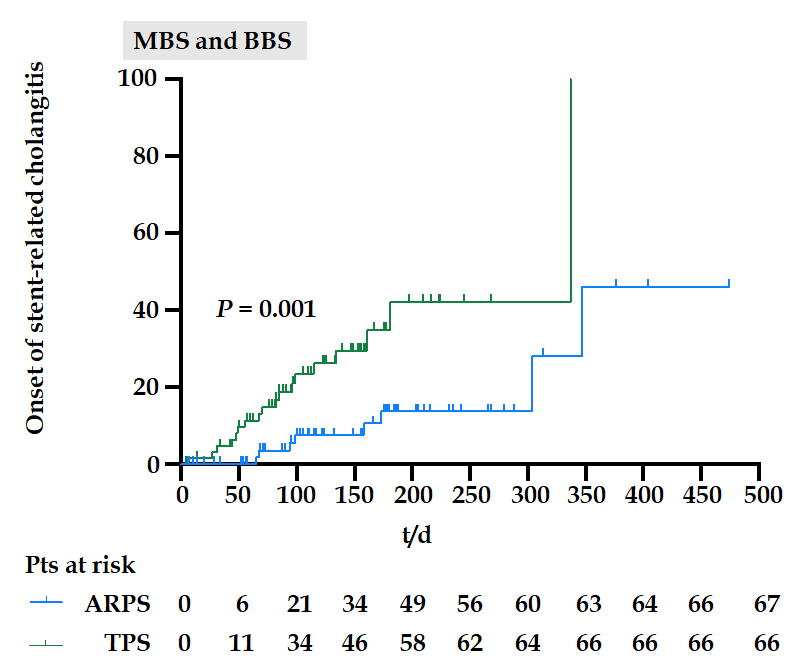 MBS and BBS
Onset of stent-related cholangitis
100
80
60
40
20
0
P = 0.001
0 50 100 150 200 250 300 350 400 450 500
t/d
Pts at risk
ARPS 0 6 21 34 49 56 60 63 64 66 67
TPS 0 11 34 46 58 62 64 66 66 66 66